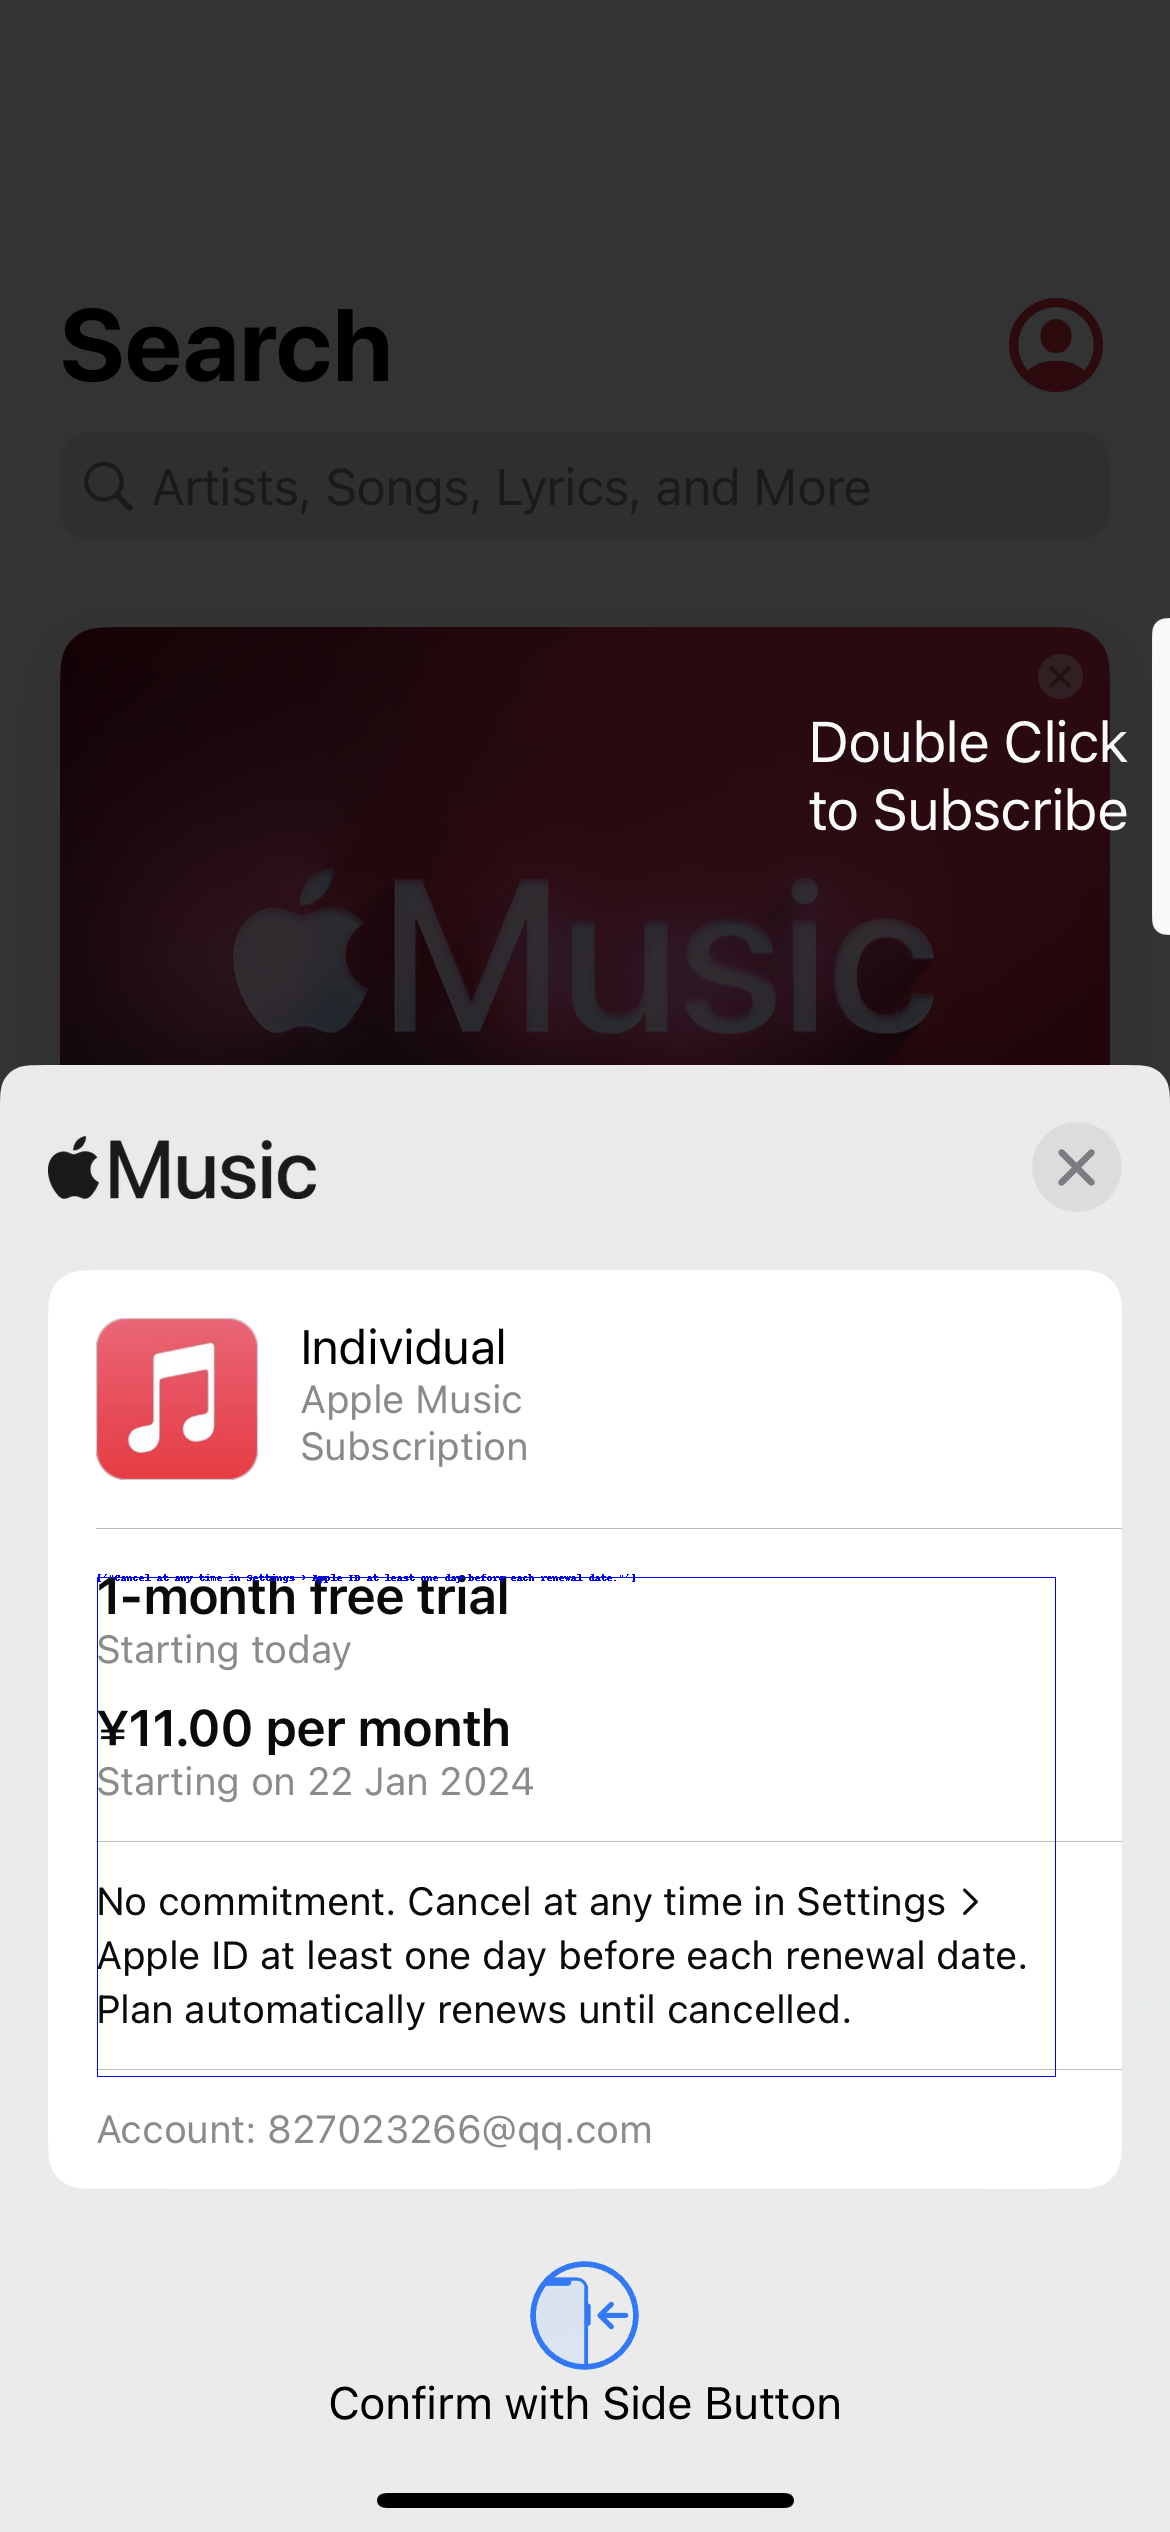 Search
Artists, Songs, Lyrics, and More
Double Click
to Subscribe
Music
Music
Individual
Apple Music
Subscription
["Cancel at any time in Settings > Apple ID at least one day before each renewal date."]
1-month free trial
Starting today
¥11.00 per month
Starting on 22 Jan 2024
No commitment. Cancel at any time in Settings >
Apple ID at least one day before each renewal date.
Plan automatically renews until cancelled.
Account: 827023266@qq.com
Confirm with Side Button